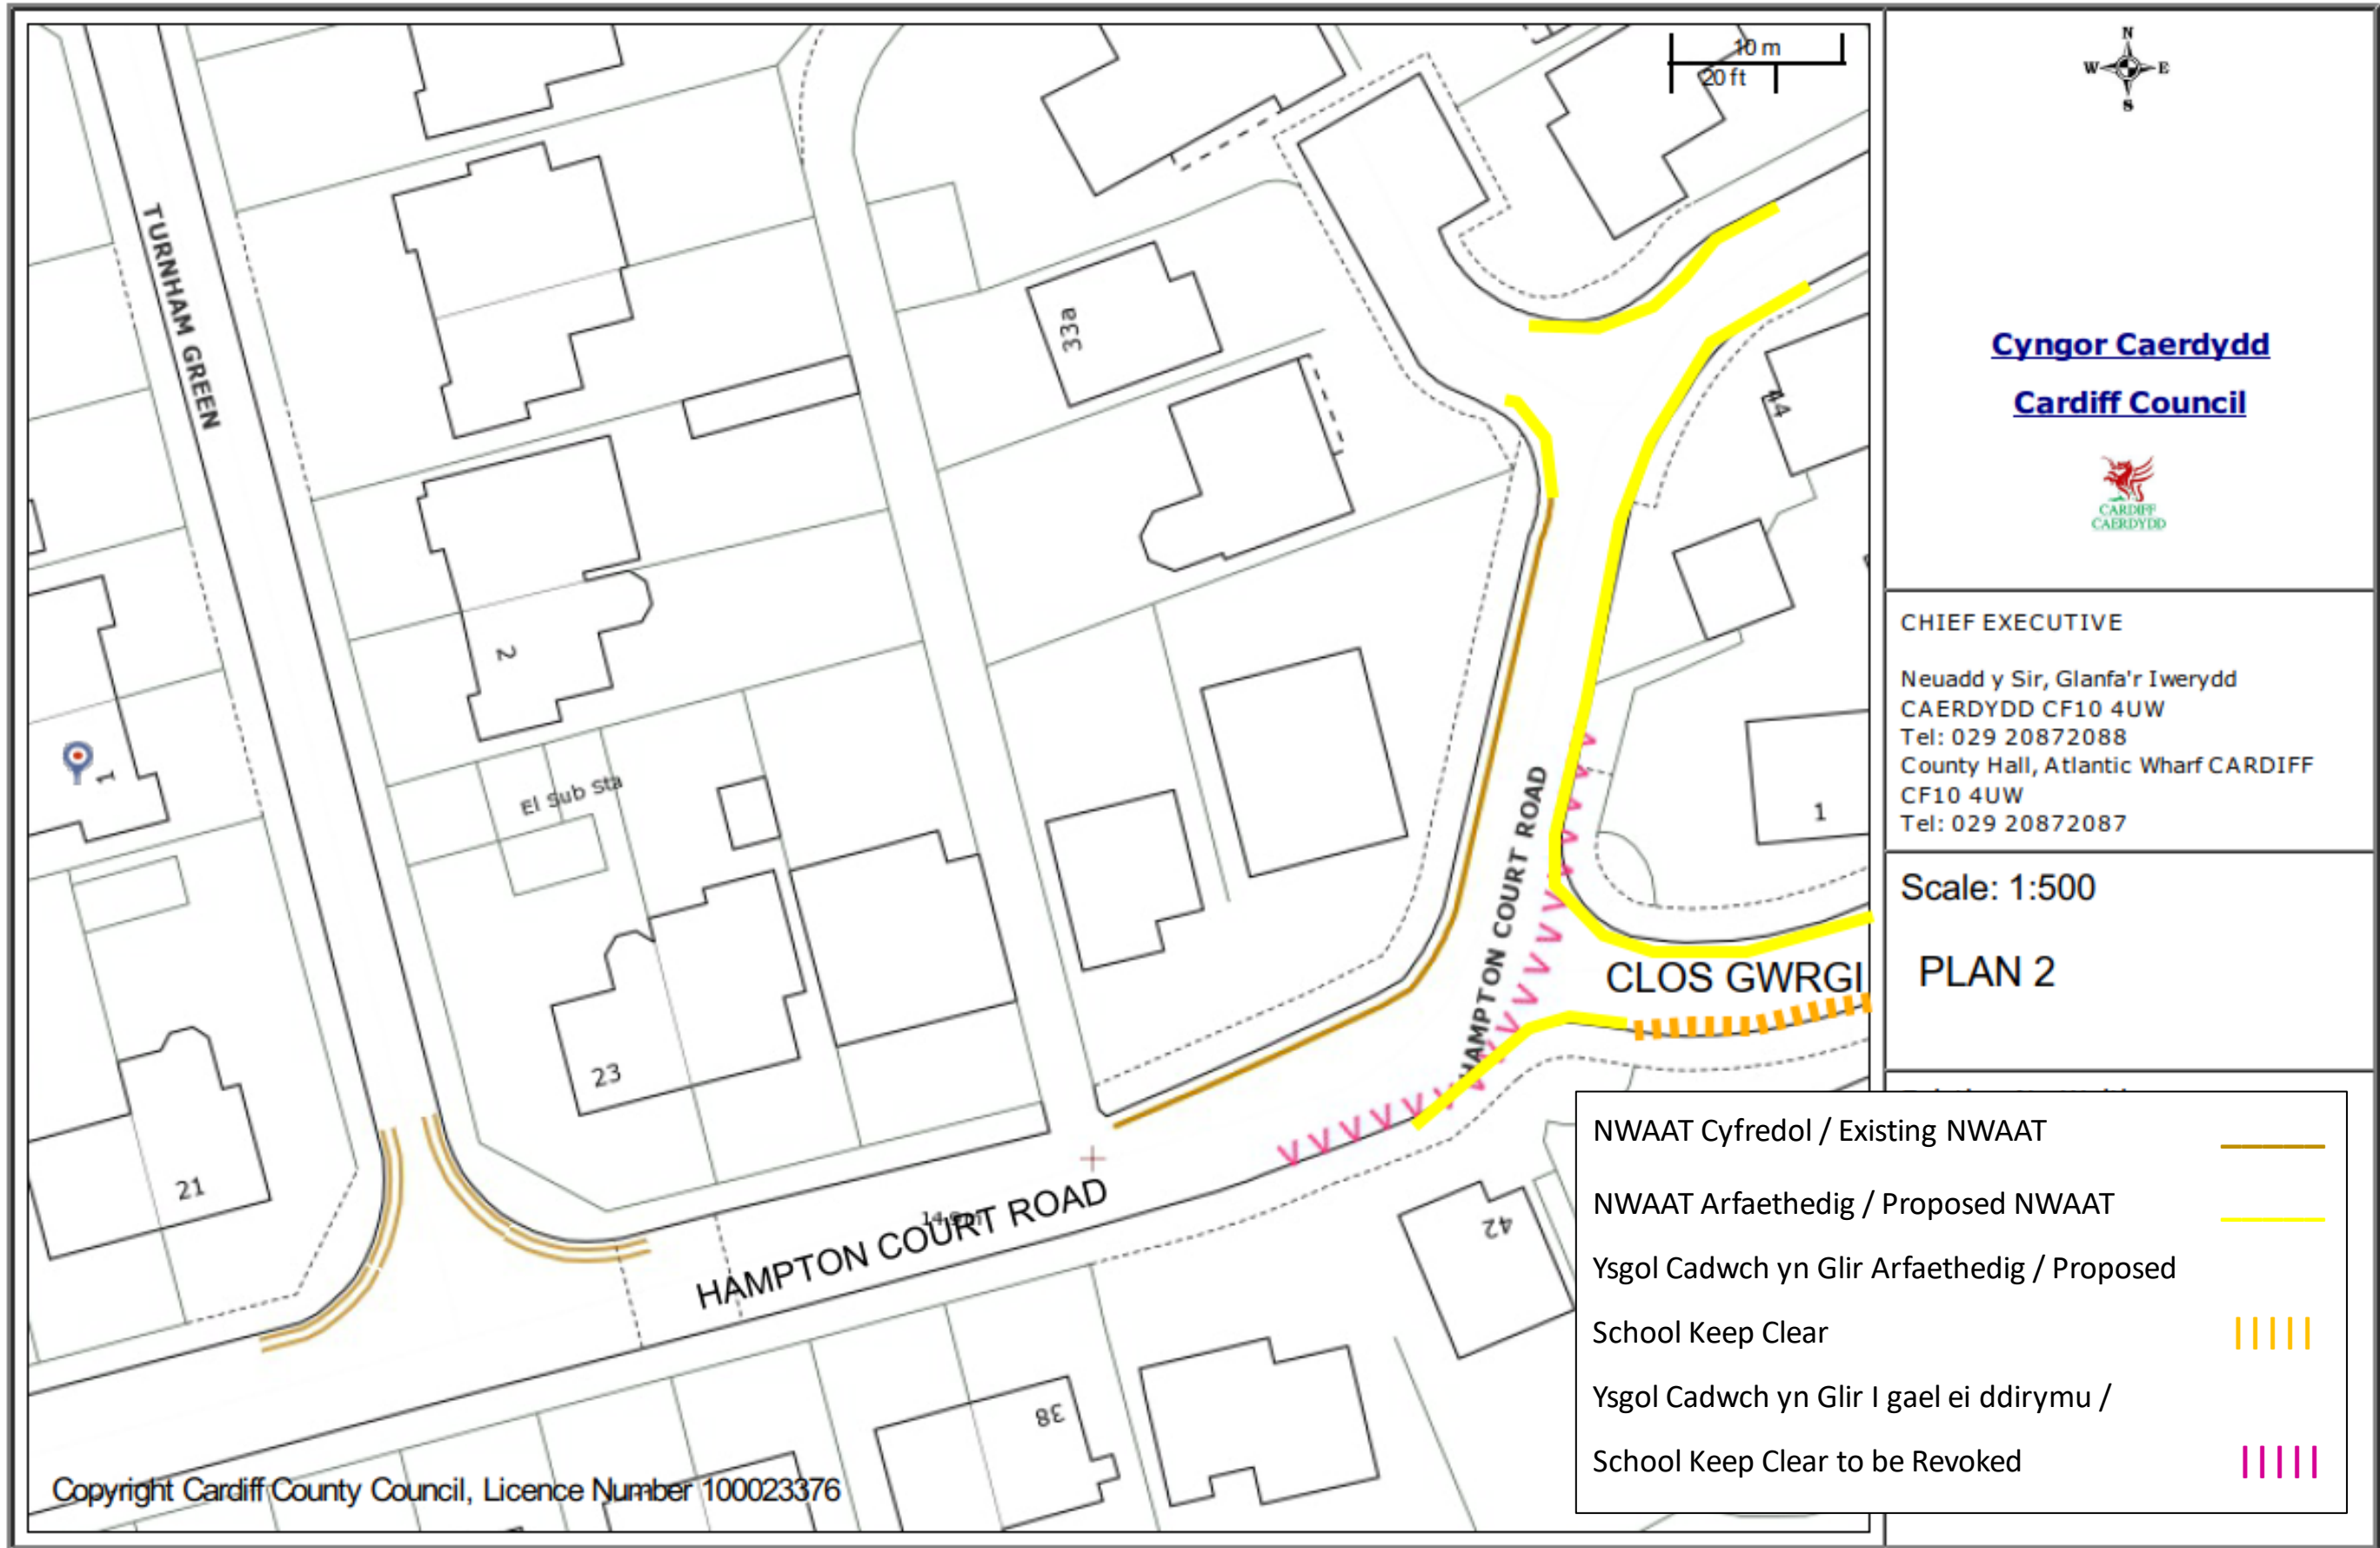 10 m
20 ft
TURNHAM GREEN
33a
44
2
1
El Sub Sta
1
23
21
HAMPTON COURT ROAD
CLOS GWRGI
HAMPTON COURT ROAD
42
38
Copyright Cardiff County Council, Licence Number 100023376
N
W E
S
Cyngor Caerdydd
Cardiff Council
CARDIFF
CAERDYDD
CHIEF EXECUTIVE
Neuadd y Sir, Glanfa'r Iwerydd
CAERDYDD CF10 4UW
Tel: 029 20872088
County Hall, Atlantic Wharf CARDIFF
CF10 4UW
Tel: 029 20872087
Scale: 1:500
PLAN 2
NWAAT Cyfredol / Existing NWAAT
NWAAT Arfaethedig / Proposed NWAAT
Ysgol Cadwch yn Glir Arfaethedig / Proposed
School Keep Clear
Ysgol Cadwch yn Glir I gael ei ddirymu /
School Keep Clear to be Revoked